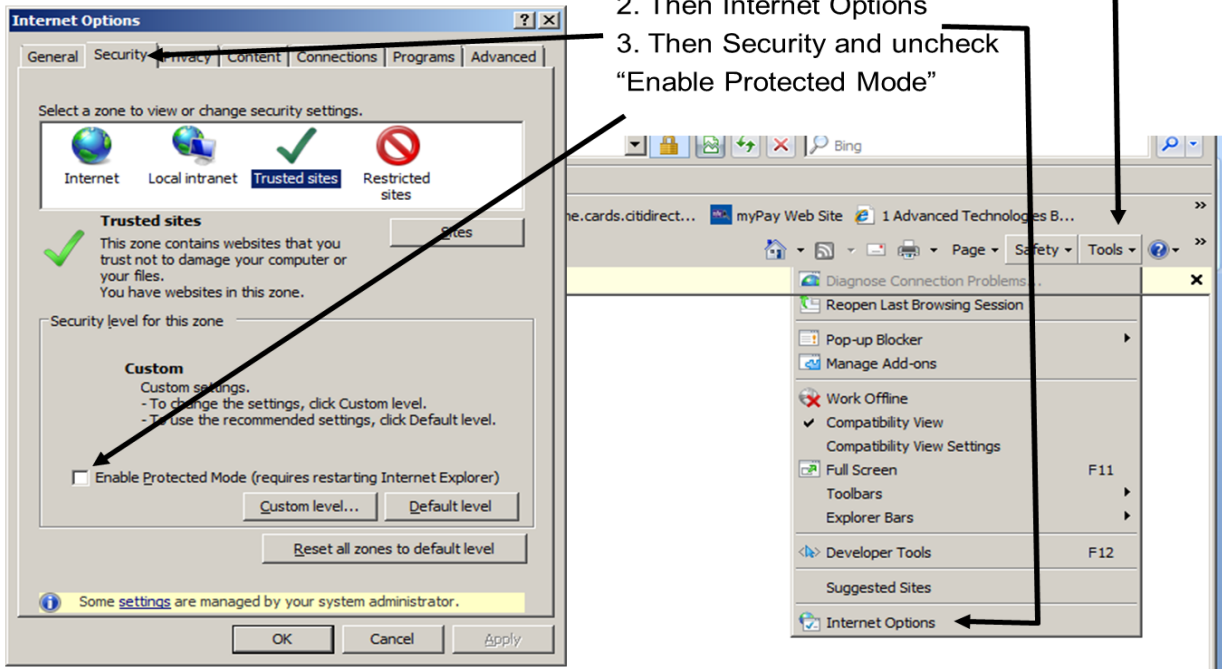 2. Then Internet Options
3. Then Security and uncheck
“Enable Protected Mode”
Internet Options
General Security Privacy Content Connections Programs Advanced
Select a zone to view or change security settings.
Internet Local intranet Trusted sites Restricted
sites
Trusted sites
Sites
This zone contains websites that you
trust not to damage your computer or
your files.
You have websites in this zone.
Security level for this zone
Custom
Custom settings.
- To change the settings, click Custom level.
- To use the recommended settings, click Default level.
Enable Protected Mode (requires restarting Internet Explorer)
Custom level... Default level
Reset all zones to default level
Some settings are managed by your system administrator.
OK Cancel Apply
Bing
ne.cards.citidirect... myPay Web Site 1 Advanced Technologies B... »
Page Safety Tools »
Diagnose Connection Problems...
Reopen Last Browsing Session
Pop-up Blocker
Manage Add-ons
Work Offline
Compatibility View
Compatibility View Settings
Full Screen F11
Toolbars
Explorer Bars
Developer Tools F12
Suggested Sites
Internet Options